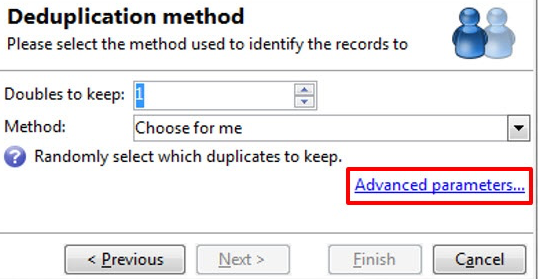 Deduplication method
Please select the method used to identify the records to
Doubles to keep: 1
Method: Choose for me
Randomly select which duplicates to keep.
Advanced parameters...
< Previous Next > Finish Cancel